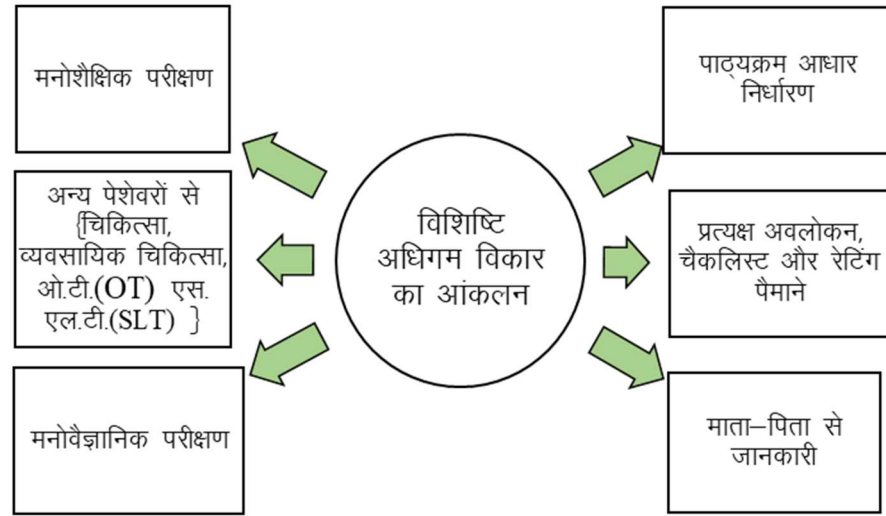 मनोशैक्षिक परीक्षण
अन्य पेशेवरों से
{चिकित्सा,
व्यवसायिक चिकित्सा,
ओ.टी.(OT) एस.
एल.टी.(SLT) }
मनोवैज्ञानिक परीक्षण
विशिष्टि
अधिगम विकार
का आंकलन
पाठ्यक्रम आधार
निर्धारण
प्रत्यक्ष अवलोकन,
चैकलिस्ट और रेटिंग
पैमाने
माता–पिता से
जानकारी